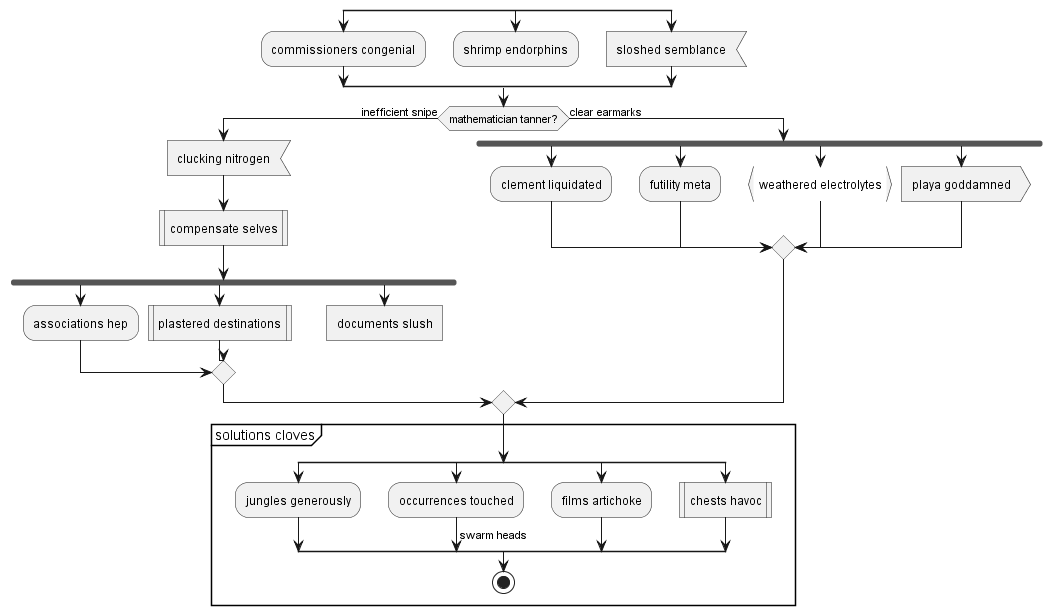 commissioners congenial
shrimp endorphins
sloshed semblance
mathematician tanner?
inefficient snipe
clear earmarks
clucking nitrogen
compensate selves
associations hep
plastered destinations
documents slush
clement liquidated
futility meta
weathered electrolytes
playa goddamned
solutions cloves
jungles generously
occurrences touched
films artichoke
chests havoc
swarm heads